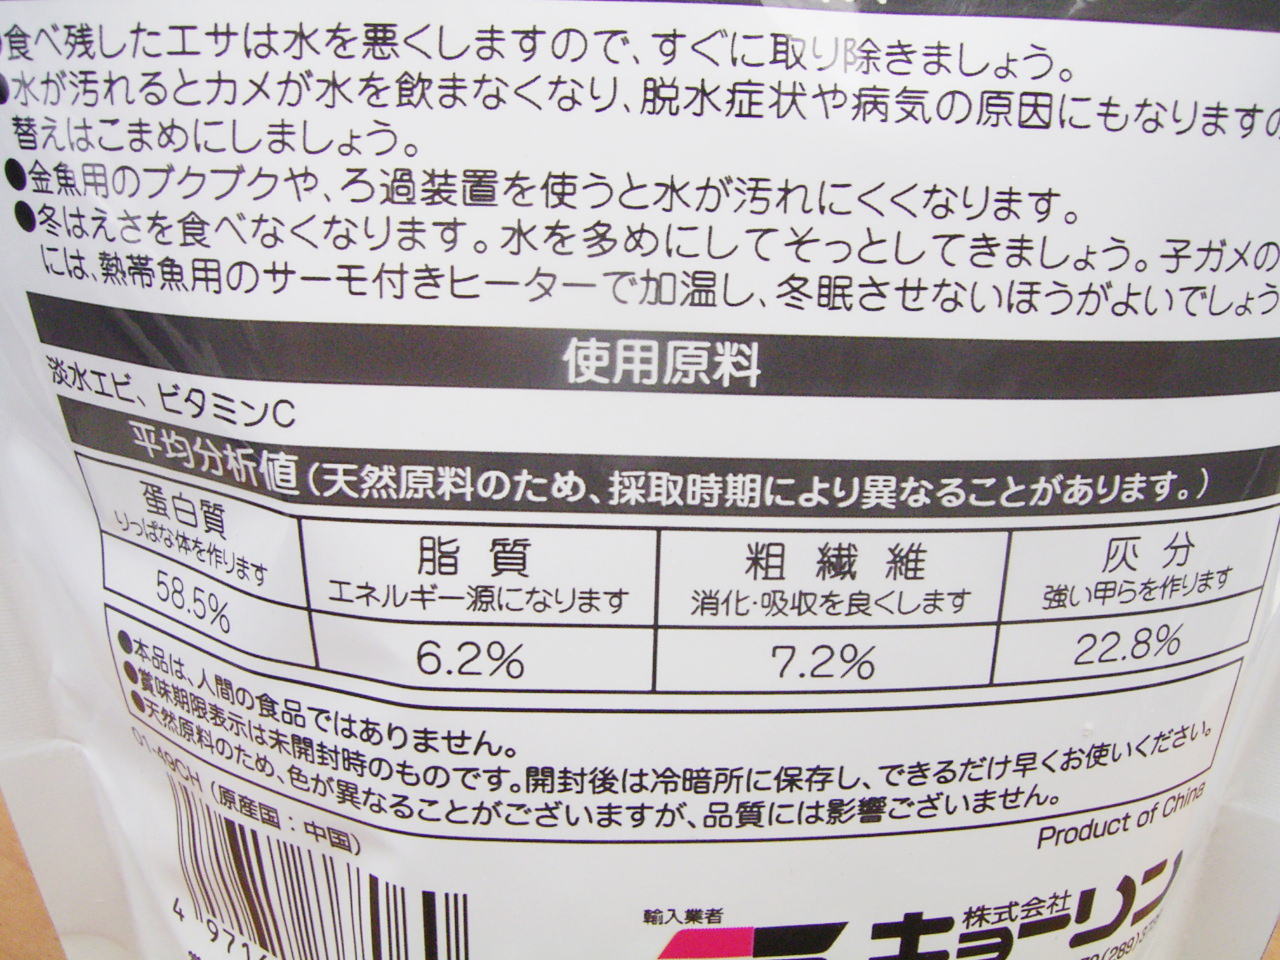 食べ残したエサは水を悪くしますので、すぐに取り除きましょう。
●水が汚れるとカメが水を飲まなくなり、脱水症状や病気の原因にもなりますの
替えはこまめにしましょう。
●金魚用のブクブクや、ろ過装置を使うと水が汚れにくくなります。
●冬はえさを食べなくなります。水を多めにしてそっとしてきましょう。子ガメの
には、熱帯魚用のサーモ付きヒーターで加温し、冬眠させないほうがよいでしょう
使用原料
淡水エビ、ビタミンC
平均分析値(天然原料のため、採取時期により異なることがあります。)
蛋白質 脂質 粗繊維 灰分
りっぱな体を作ります エネルギー源になります 消化・吸収を良くします 強い甲らを作ります
58.5% 6.2% 7.2% 22.8%
●本品は、人間の食品ではありません。
●賞味期限表示は未開封時のものです。開封後は冷暗所に保存し、できるだけ早くお使いください。
●天然原料のため、色が異なることがございますが、品質には影響ございません。
01-49CH (原産国:中国)
Product of China
4 971
輸入業者
株式会社
キョーリン
(289)